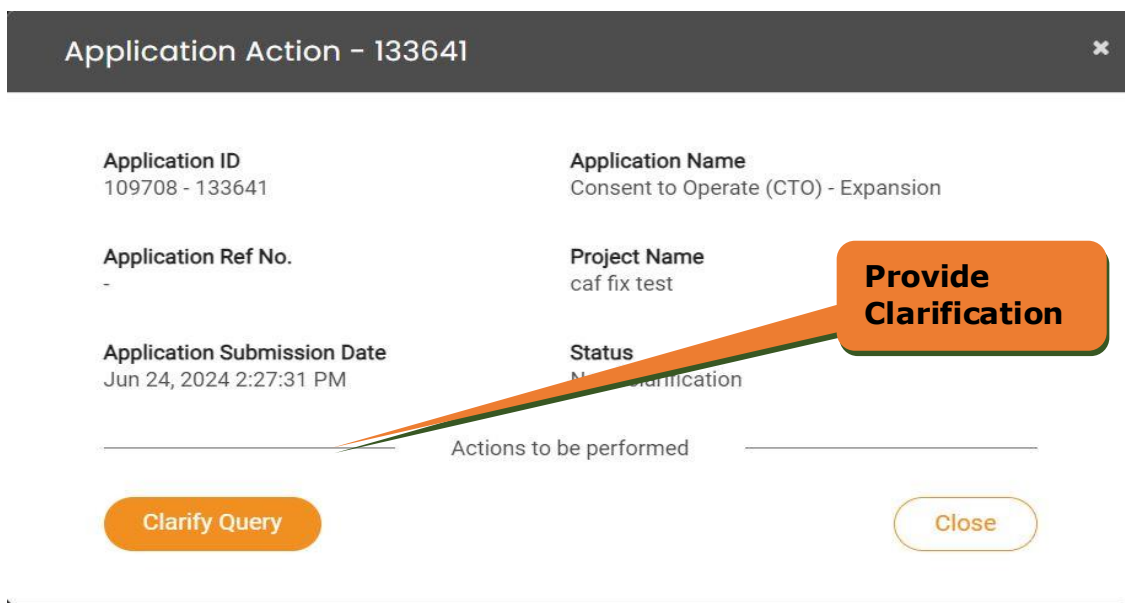 Application Action - 133641
Application ID
109708 - 133641
Application Name
Consent to Operate (CTO) - Expansion
Application Ref No.
-
Project Name
caf fix test
Provide
Clarification
Application Submission Date
Jun 24, 2024 2:27:31 PM
Status
Actions to be performed
Clarify Query
Close